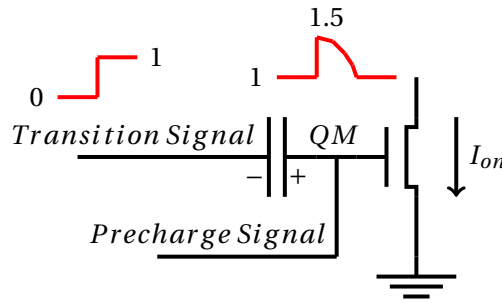 1.5
1
1
0
Transition Signal
QM
− +
I_on
Precharge Signal